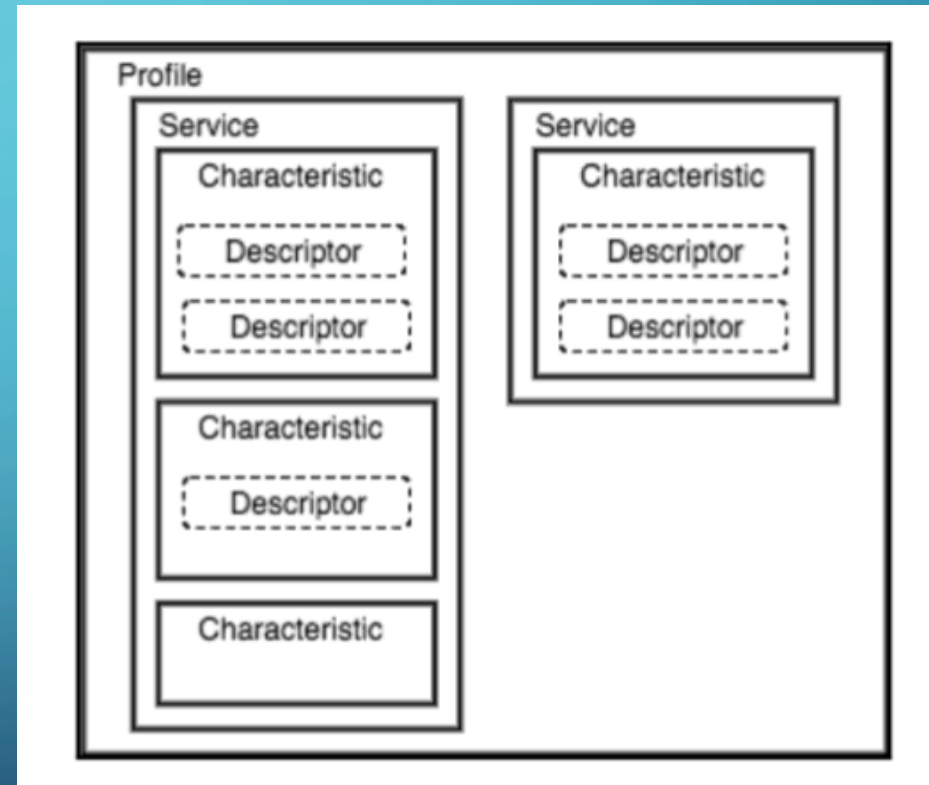 Profile
Service
Characteristic
Descriptor
Descriptor
Characteristic
Descriptor
Characteristic
Service
Characteristic
Descriptor
Descriptor